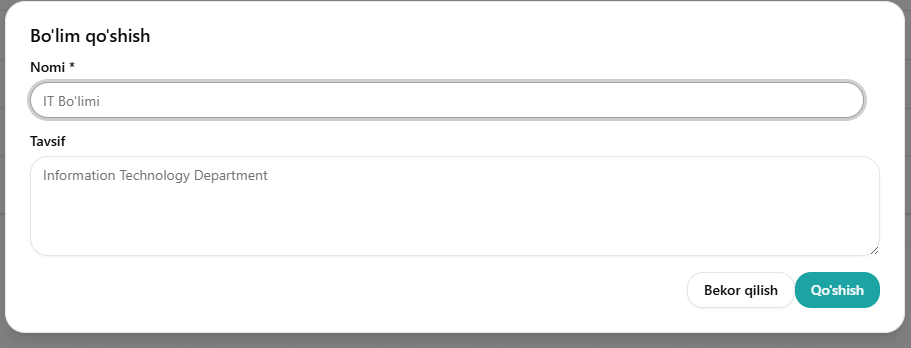 Bo'lim qo'shish
Nomi *
IT Bo'limi
Tavsif
Information Technology Department
Bekor qilish
Qo'shish